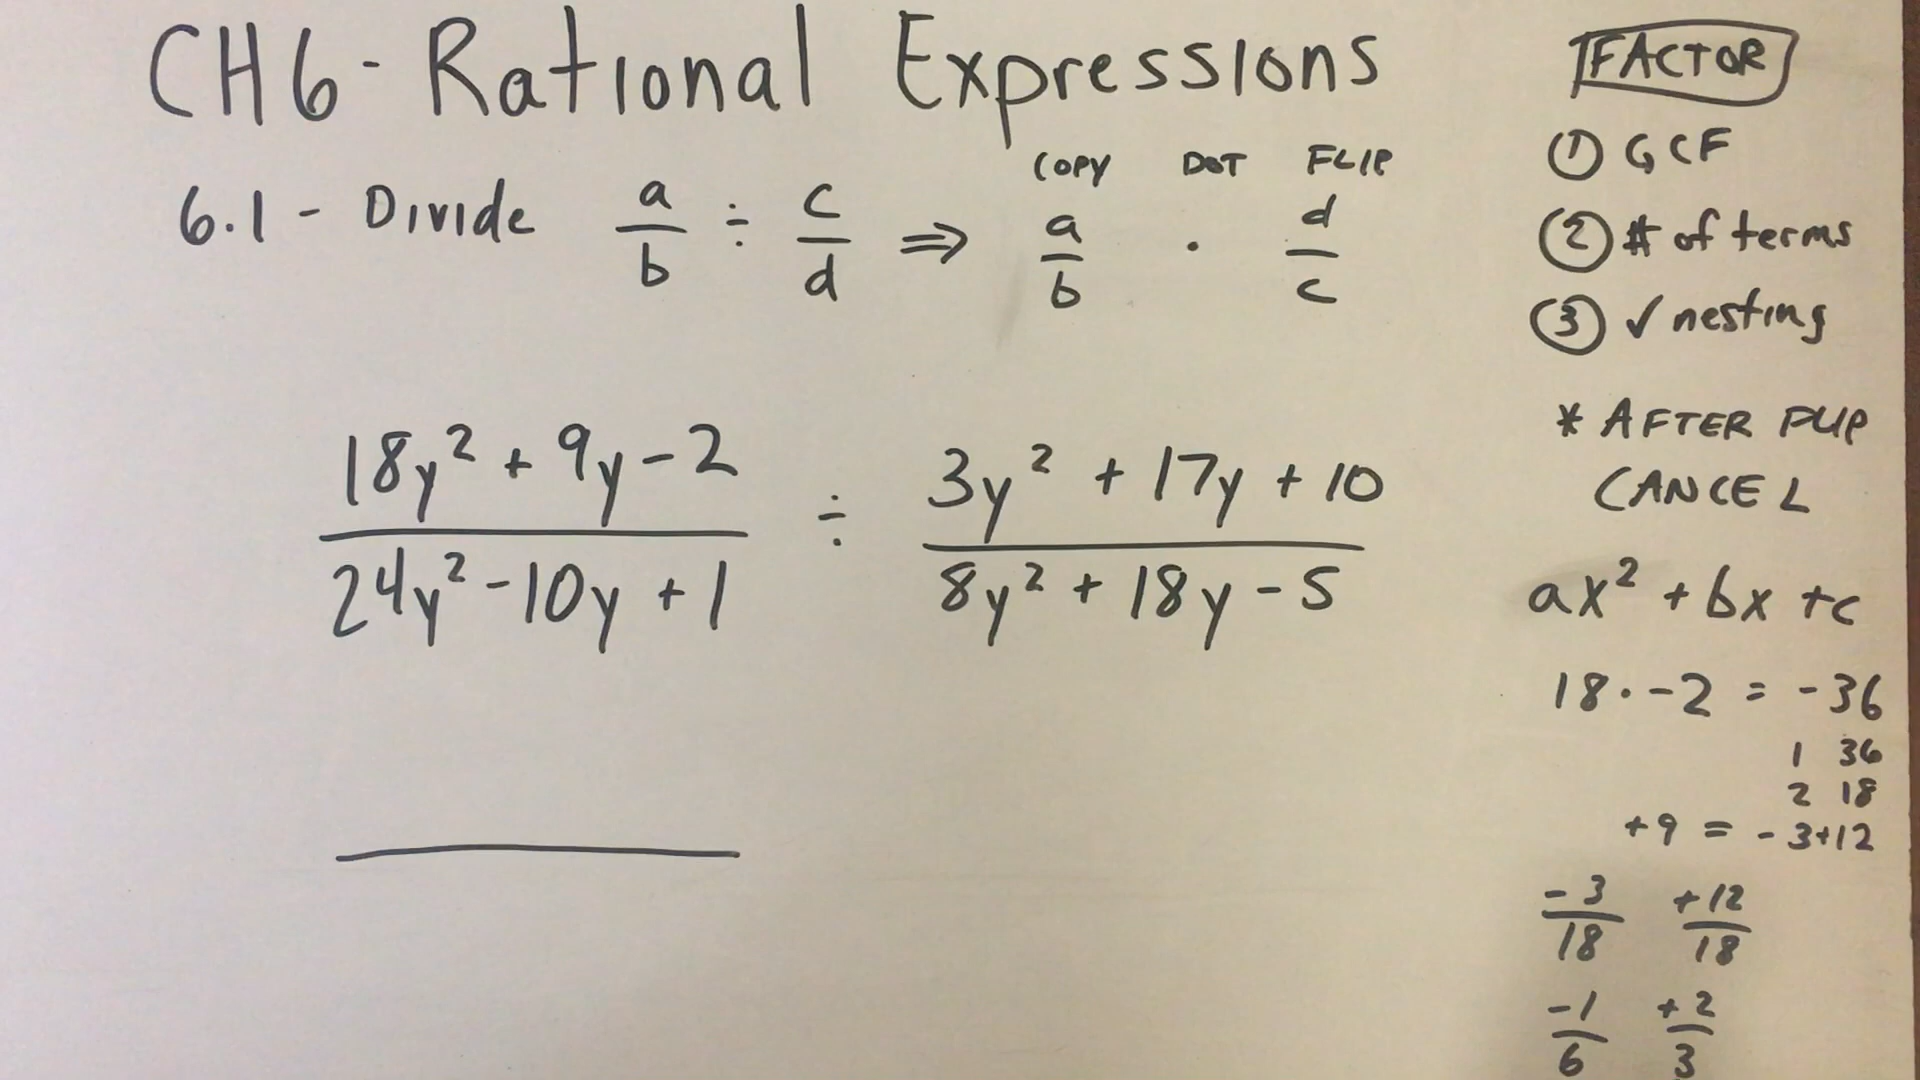 CH6-Rational Expressions
COPY DOT FLIP
6.1 - Divide a/b ÷ c/d ⇒ a/b · d/c
18y² + 9y - 2 / 24y² - 10y + 1 ÷ 3y² + 17y + 10 / 8y² + 18y - 5
FACTOR
① GCF
② # of terms
③ ✓ nesting
* AFTER FLIP
CANCEL
ax² + bx + c
18 · -2 = -36
1 36
2 18
+9 = -3+12
-3/18 +12/18
-1/6 +2/3